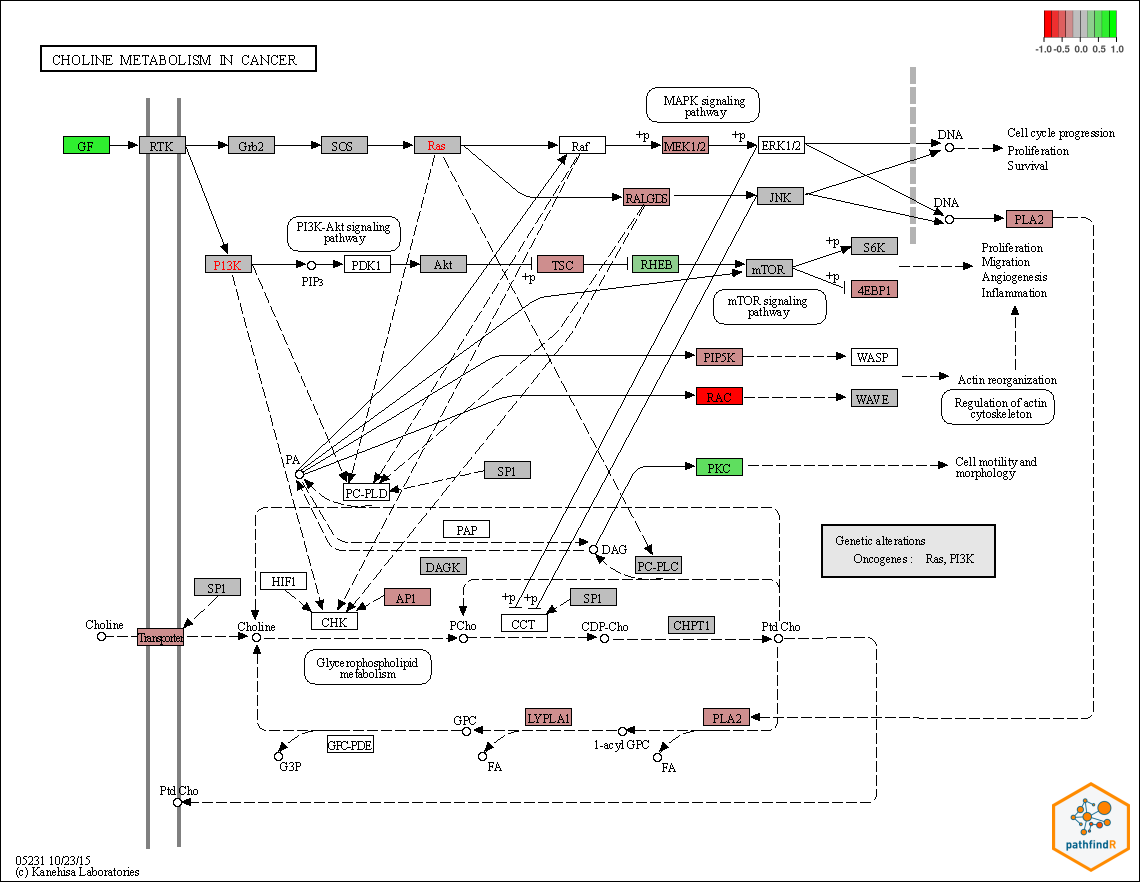 -1.0 -0.5 0.0 0.5 1.0
CHOLINE METABOLISM IN CANCER
MAPK signaling
pathway
GF
RTK
Grb2
SOS
Ras
Raf
+p
MEK1/2
+p
ERK1/2
DNA
Cell cycle progression
Proliferation
Survival
RALGDS
JNK
DNA
PLA2
PI3K-Akt signaling
pathway
P13K
PIP3
PDK1
Akt
+p
TSC
RHEB
mTOR
+p
S6K
+p
4EBP1
mTOR signaling
pathway
Proliferation
Migration
Angiogenesis
Inflammation
PIP5K
WASP
RAC
WAVE
Actin reorganization
Regulation of actin
cytoskeleton
PA
PC-PLD
SP1
PKC
Cell motility and
morphology
PAP
DAG
DAGK
PC-PLC
Genetic alterations
Oncogenes : Ras, PI3K
SP1
HIF1
AP1
CHK
+p
+p
SP1
CCT
Choline
Transporter
Choline
PCho
CDP-Cho
CHPT1
Ptd Cho
Glycerophospholipid
metabolism
GPC
LYPLA1
PLA2
GPC-PDE
1-acyl GPC
G3P
FA
FA
Ptd Cho
pathfindR
05231 10/23/15
(c) Kanehisa Laboratories